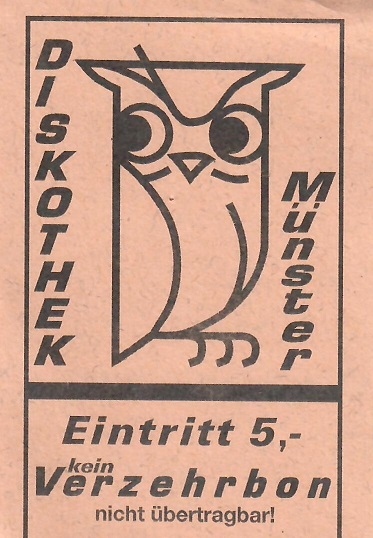 DISKOTHEK
Münster
Eintritt 5,-
kein
Verzehrbon
nicht übertragbar!